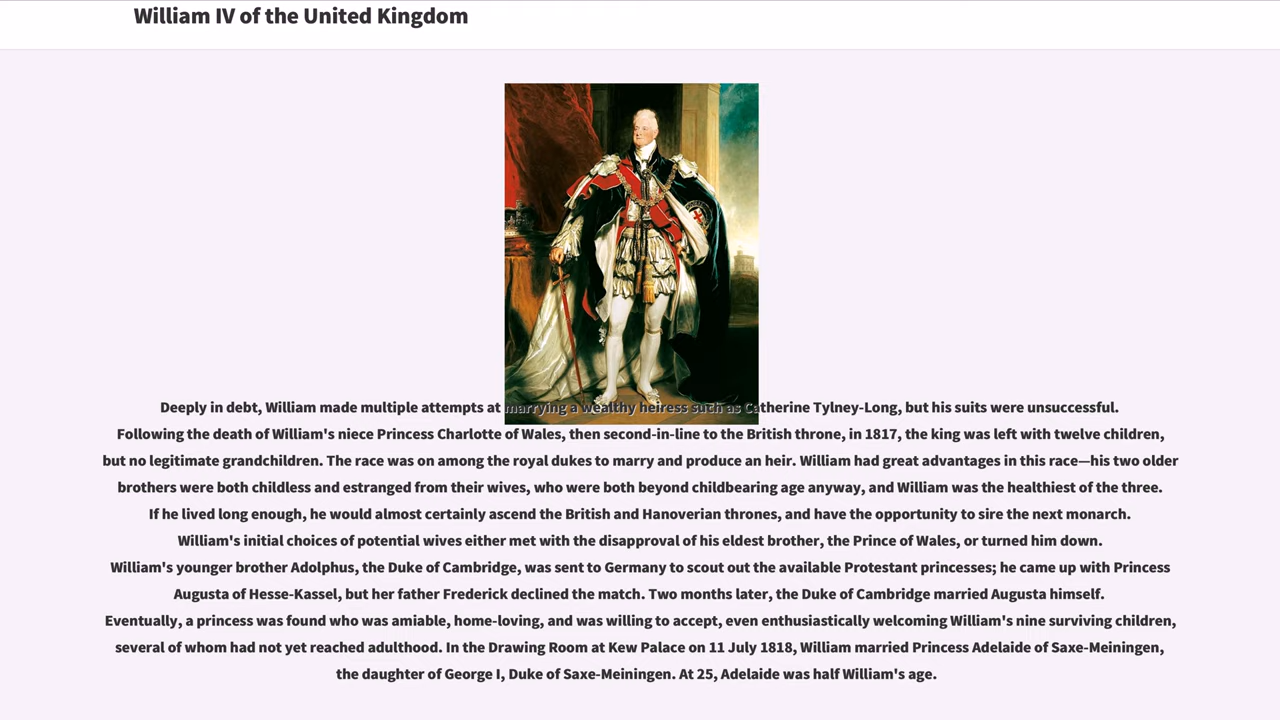 William IV of the United Kingdom
Deeply in debt, William made multiple attempts at marrying a wealthy heiress such as Catherine Tylney-Long, but his suits were unsuccessful.
Following the death of William's niece Princess Charlotte of Wales, then second-in-line to the British throne, in 1817, the king was left with twelve children,
but no legitimate grandchildren. The race was on among the royal dukes to marry and produce an heir. William had great advantages in this race—his two older
brothers were both childless and estranged from their wives, who were both beyond childbearing age anyway, and William was the healthiest of the three.
If he lived long enough, he would almost certainly ascend the British and Hanoverian thrones, and have the opportunity to sire the next monarch.
William's initial choices of potential wives either met with the disapproval of his eldest brother, the Prince of Wales, or turned him down.
William's younger brother Adolphus, the Duke of Cambridge, was sent to Germany to scout out the available Protestant princesses; he came up with Princess
Augusta of Hesse-Kassel, but her father Frederick declined the match. Two months later, the Duke of Cambridge married Augusta himself.
Eventually, a princess was found who was amiable, home-loving, and was willing to accept, even enthusiastically welcoming William's nine surviving children,
several of whom had not yet reached adulthood. In the Drawing Room at Kew Palace on 11 July 1818, William married Princess Adelaide of Saxe-Meiningen,
the daughter of George I, Duke of Saxe-Meiningen. At 25, Adelaide was half William's age.